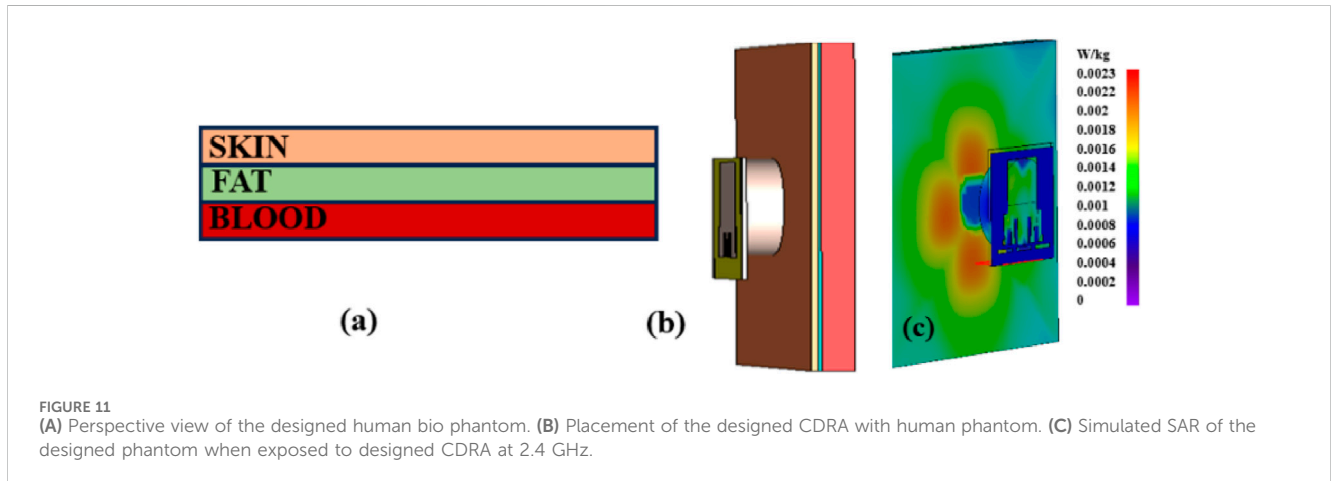 SKIN
FAT
BLOOD
(a)
(b)
(c)
W/kg
0.0023
0.0022
0.002
0.0018
0.0016
0.0014
0.0012
0.001
0.0008
0.0006
0.0004
0.0002
0
FIGURE 11
(A) Perspective view of the designed human bio phantom. (B) Placement of the designed CDRA with human phantom. (C) Simulated SAR of the
designed phantom when exposed to designed CDRA at 2.4 GHz.